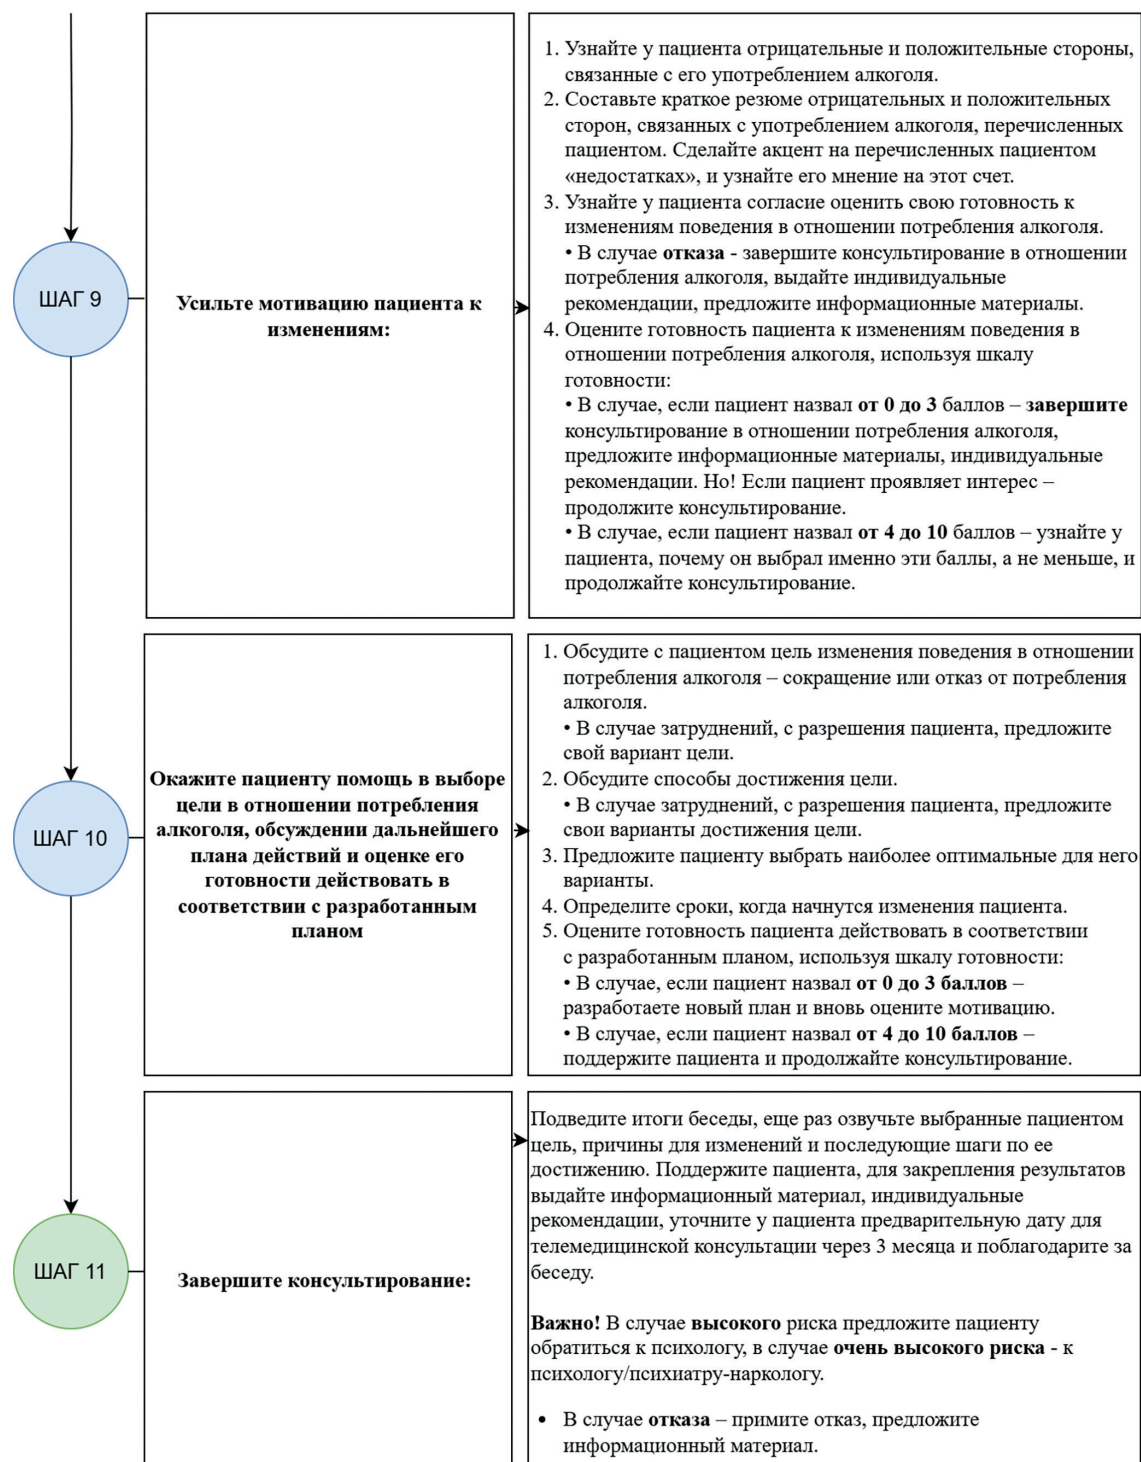 ШАГ 9
Усильте мотивацию пациента к
изменениям:
1. Узнайте у пациента отрицательные и положительные стороны,
связанные с его употреблением алкоголя.
2. Составьте краткое резюме отрицательных и положительных
сторон, связанных с употреблением алкоголя, перечисленных
пациентом. Сделайте акцент на перечисленных пациентом
«недостатках», и узнайте его мнение на этот счет.
3. Узнайте у пациента согласие оценить свою готовность к
изменениям поведения в отношении потребления алкоголя.
• В случае отказа - завершите консультирование в отношении
потребления алкоголя, выдайте индивидуальные
рекомендации, предложите информационные материалы.
4. Оцените готовность пациента к изменениям поведения в
отношении потребления алкоголя, используя шкалу
готовности:
• В случае, если пациент назвал от 0 до 3 баллов – завершите
консультирование в отношении потребления алкоголя,
предложите информационные материалы, индивидуальные
рекомендации. Но! Если пациент проявляет интерес –
продолжите консультирование.
• В случае, если пациент назвал от 4 до 10 баллов – узнайте у
пациента, почему он выбрал именно эти баллы, а не меньше, и
продолжайте консультирование.
ШАГ 10
Окажите пациенту помощь в выборе
цели в отношении потребления
алкоголя, обсуждении дальнейшего
плана действий и оценке его
готовности действовать в
соответствии с разработанным
планом
1. Обсудите с пациентом цель изменения поведения в отношении
потребления алкоголя – сокращение или отказ от потребления
алкоголя.
• В случае затруднений, с разрешения пациента, предложите
свой вариант цели.
2. Обсудите способы достижения цели.
• В случае затруднений, с разрешения пациента, предложите
свои варианты достижения цели.
3. Предложите пациенту выбрать наиболее оптимальные для него
варианты.
4. Определите сроки, когда начнутся изменения пациента.
5. Оцените готовность пациента действовать в соответствии
с разработанным планом, используя шкалу готовности:
• В случае, если пациент назвал от 0 до 3 баллов –
разработаете новый план и вновь оцените мотивацию.
• В случае, если пациент назвал от 4 до 10 баллов –
поддержите пациента и продолжайте консультирование.
ШАГ 11
Завершите консультирование:
Подведите итоги беседы, еще раз озвучьте выбранные пациентом
цель, причины для изменений и последующие шаги по ее
достижению. Поддержите пациента, для закрепления результатов
выдайте информационный материал, индивидуальные
рекомендации, уточните у пациента предварительную дату для
телемедицинской консультации через 3 месяца и поблагодарите за
беседу.
Важно! В случае высокого риска предложите пациенту
обратиться к психологу, в случае очень высокого риска - к
психологу/психиатру-наркологу.
• В случае отказа – примите отказ, предложите
информационный материал.